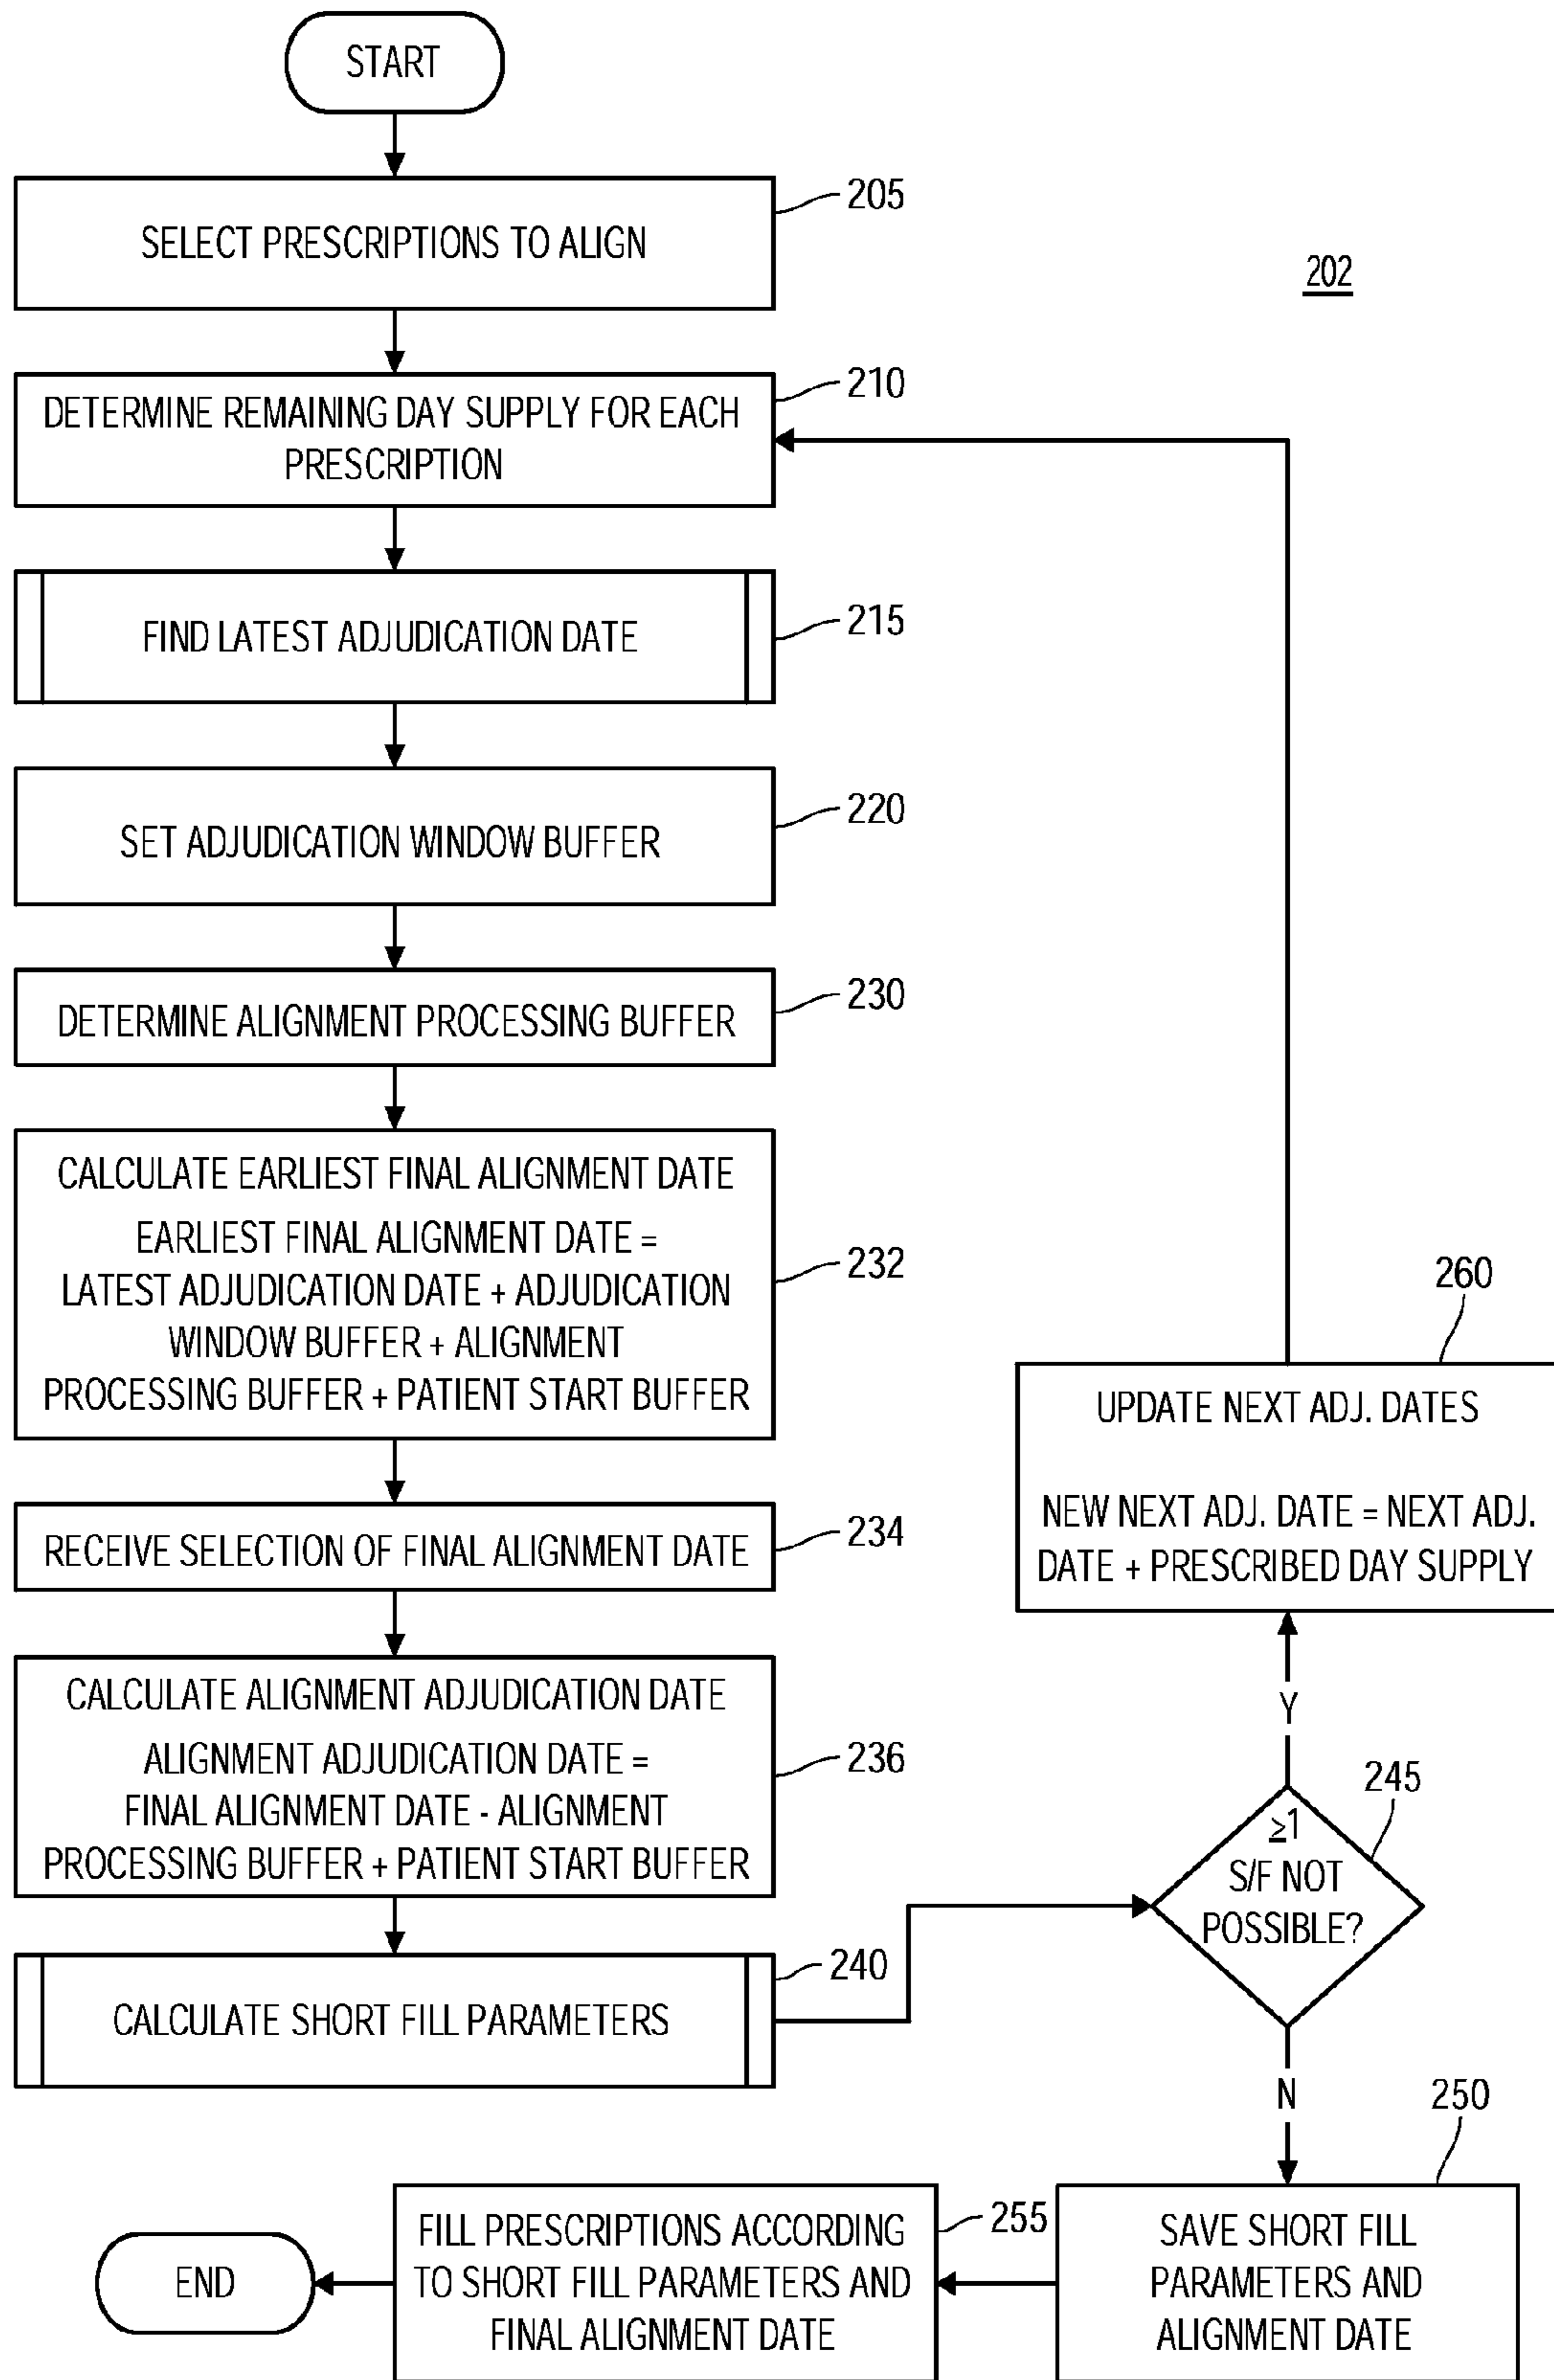 START
205
SELECT PRESCRIPTIONS TO ALIGN
202
210
DETERMINE REMAINING DAY SUPPLY FOR EACH
PRESCRIPTION
215
FIND LATEST ADJUDICATION DATE
220
SET ADJUDICATION WINDOW BUFFER
230
DETERMINE ALIGNMENT PROCESSING BUFFER
CALCULATE EARLIEST FINAL ALIGNMENT DATE
EARLIEST FINAL ALIGNMENT DATE =
LATEST ADJUDICATION DATE + ADJUDICATION
WINDOW BUFFER + ALIGNMENT
PROCESSING BUFFER + PATIENT START BUFFER
232
234
RECEIVE SELECTION OF FINAL ALIGNMENT DATE
CALCULATE ALIGNMENT ADJUDICATION DATE
ALIGNMENT ADJUDICATION DATE =
FINAL ALIGNMENT DATE - ALIGNMENT
PROCESSING BUFFER + PATIENT START BUFFER
236
240
CALCULATE SHORT FILL PARAMETERS
260
UPDATE NEXT ADJ. DATES
NEW NEXT ADJ. DATE = NEXT ADJ.
DATE + PRESCRIBED DAY SUPPLY
Y
245
≥1
S/F NOT
POSSIBLE?
N
250
SAVE SHORT FILL
PARAMETERS AND
ALIGNMENT DATE
255
FILL PRESCRIPTIONS ACCORDING
TO SHORT FILL PARAMETERS AND
FINAL ALIGNMENT DATE
END